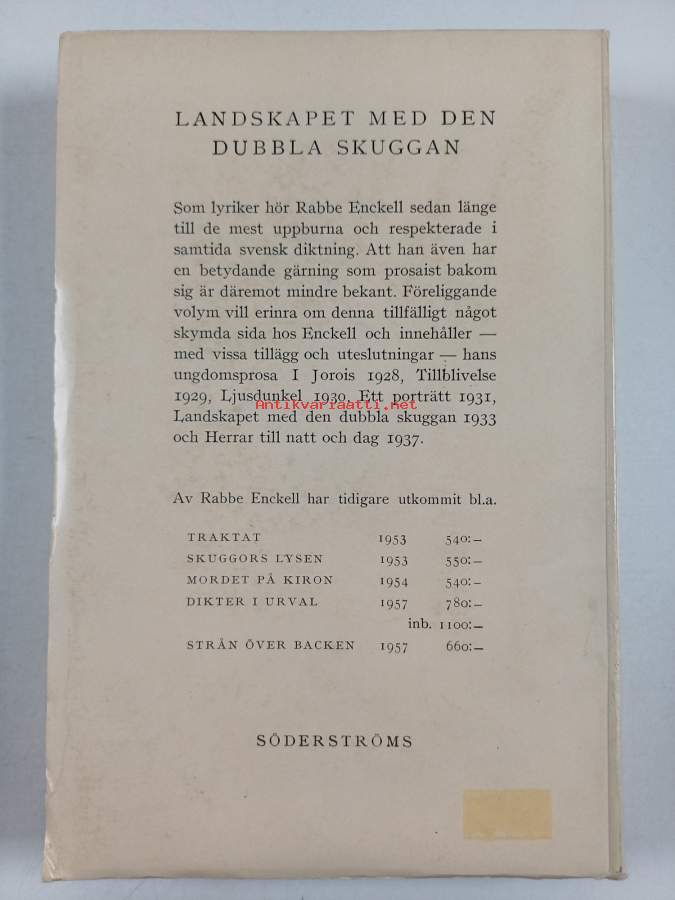 LANDSKAPET MED DEN
DUBBLA SKUGGAN
Som lyriker hör Rabbe Enckell sedan länge
till de mest uppburna och respekterade i
samtida svensk diktning. Att han även har
en betydande gärning som prosaist bakom
sig är däremot mindre bekant. Föreliggande
volym vill erinra om denna tillfälligt något
skymda sida hos Enckell och innehåller —
med vissa tillägg och uteslutningar — hans
ungdomsprosa I Jorois 1928, Tillblivelse
1929, Ljusdunkel 1930, Ett porträtt 1931,
Antikvariaatti.net
Landskapet med den dubbla skuggan 1933
och Herrar till natt och dag 1937.
Av Rabbe Enckell har tidigare utkommit bl.a.
TRAKTAT 1953 540:—
SKUGGORS LYSEN 1953 550:—
MORDET PÅ KIRON 1954 540:—
DIKTER I URVAL 1957 780:—
inb. 1100:—
STRÅN ÖVER BACKEN 1957 660:—
SÖDERSTRÖMS